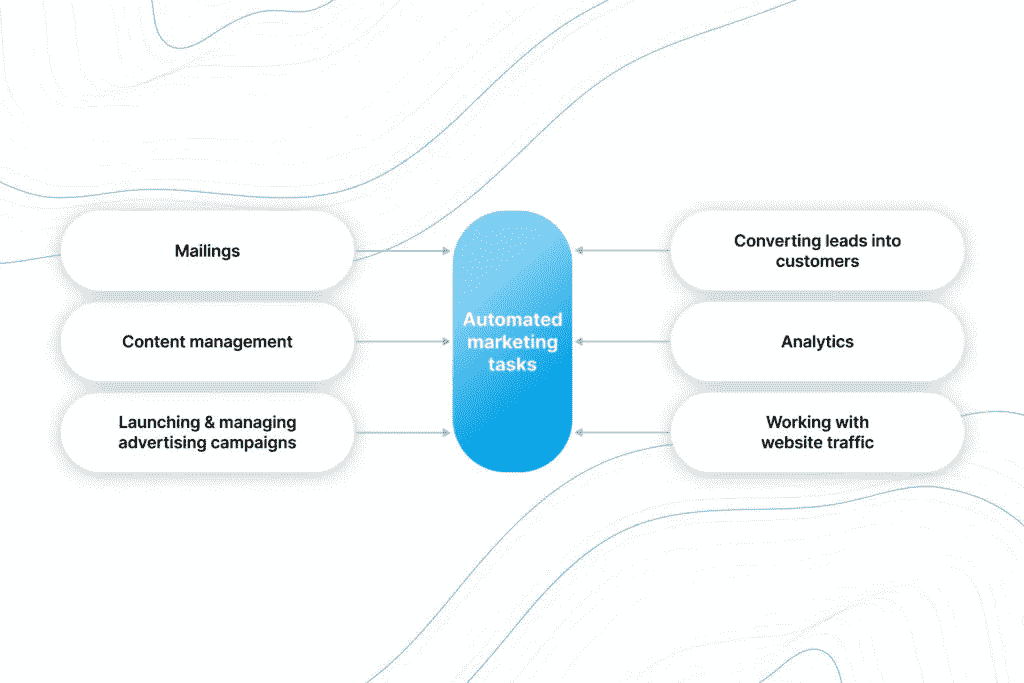 Mailings
Content management
Launching & managing
advertising campaigns
Automated
marketing
tasks
Converting leads into
customers
Analytics
Working with
website traffic